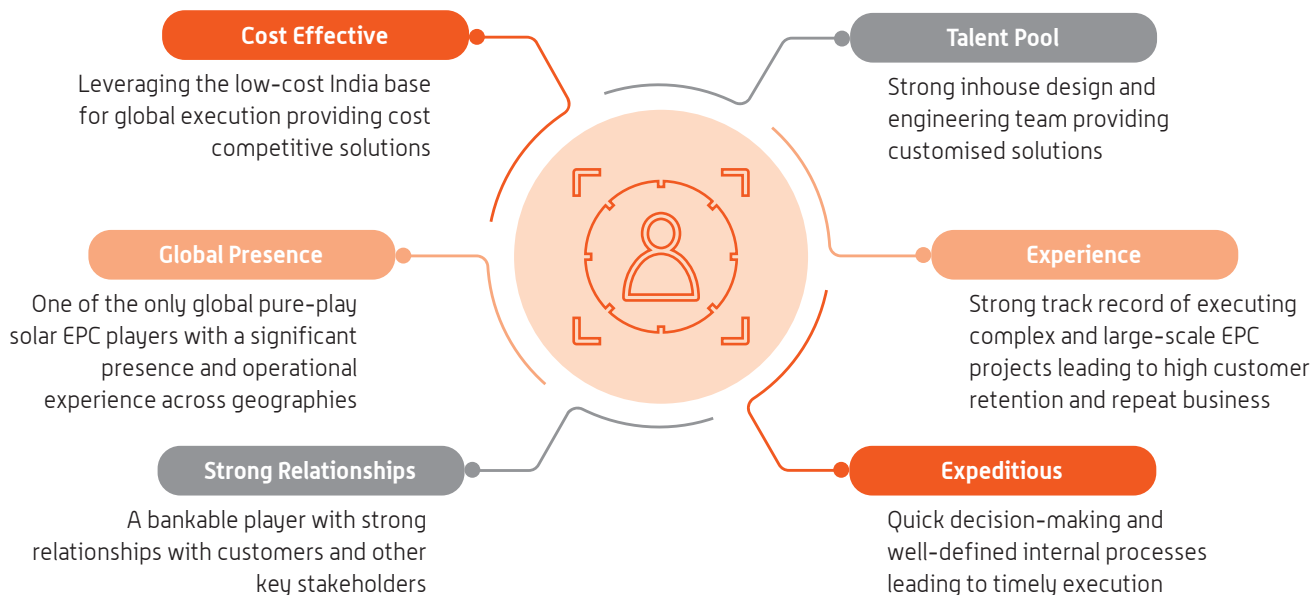 Cost Effective
Leveraging the low-cost India base
for global execution providing cost
competitive solutions
Talent Pool
Strong inhouse design and
engineering team providing
customised solutions
Global Presence
One of the only global pure-play
solar EPC players with a significant
presence and operational
experience across geographies
Experience
Strong track record of executing
complex and large-scale EPC
projects leading to high customer
retention and repeat business
Strong Relationships
A bankable player with strong
relationships with customers and other
key stakeholders
Expeditious
Quick decision-making and
well-defined internal processes
leading to timely execution